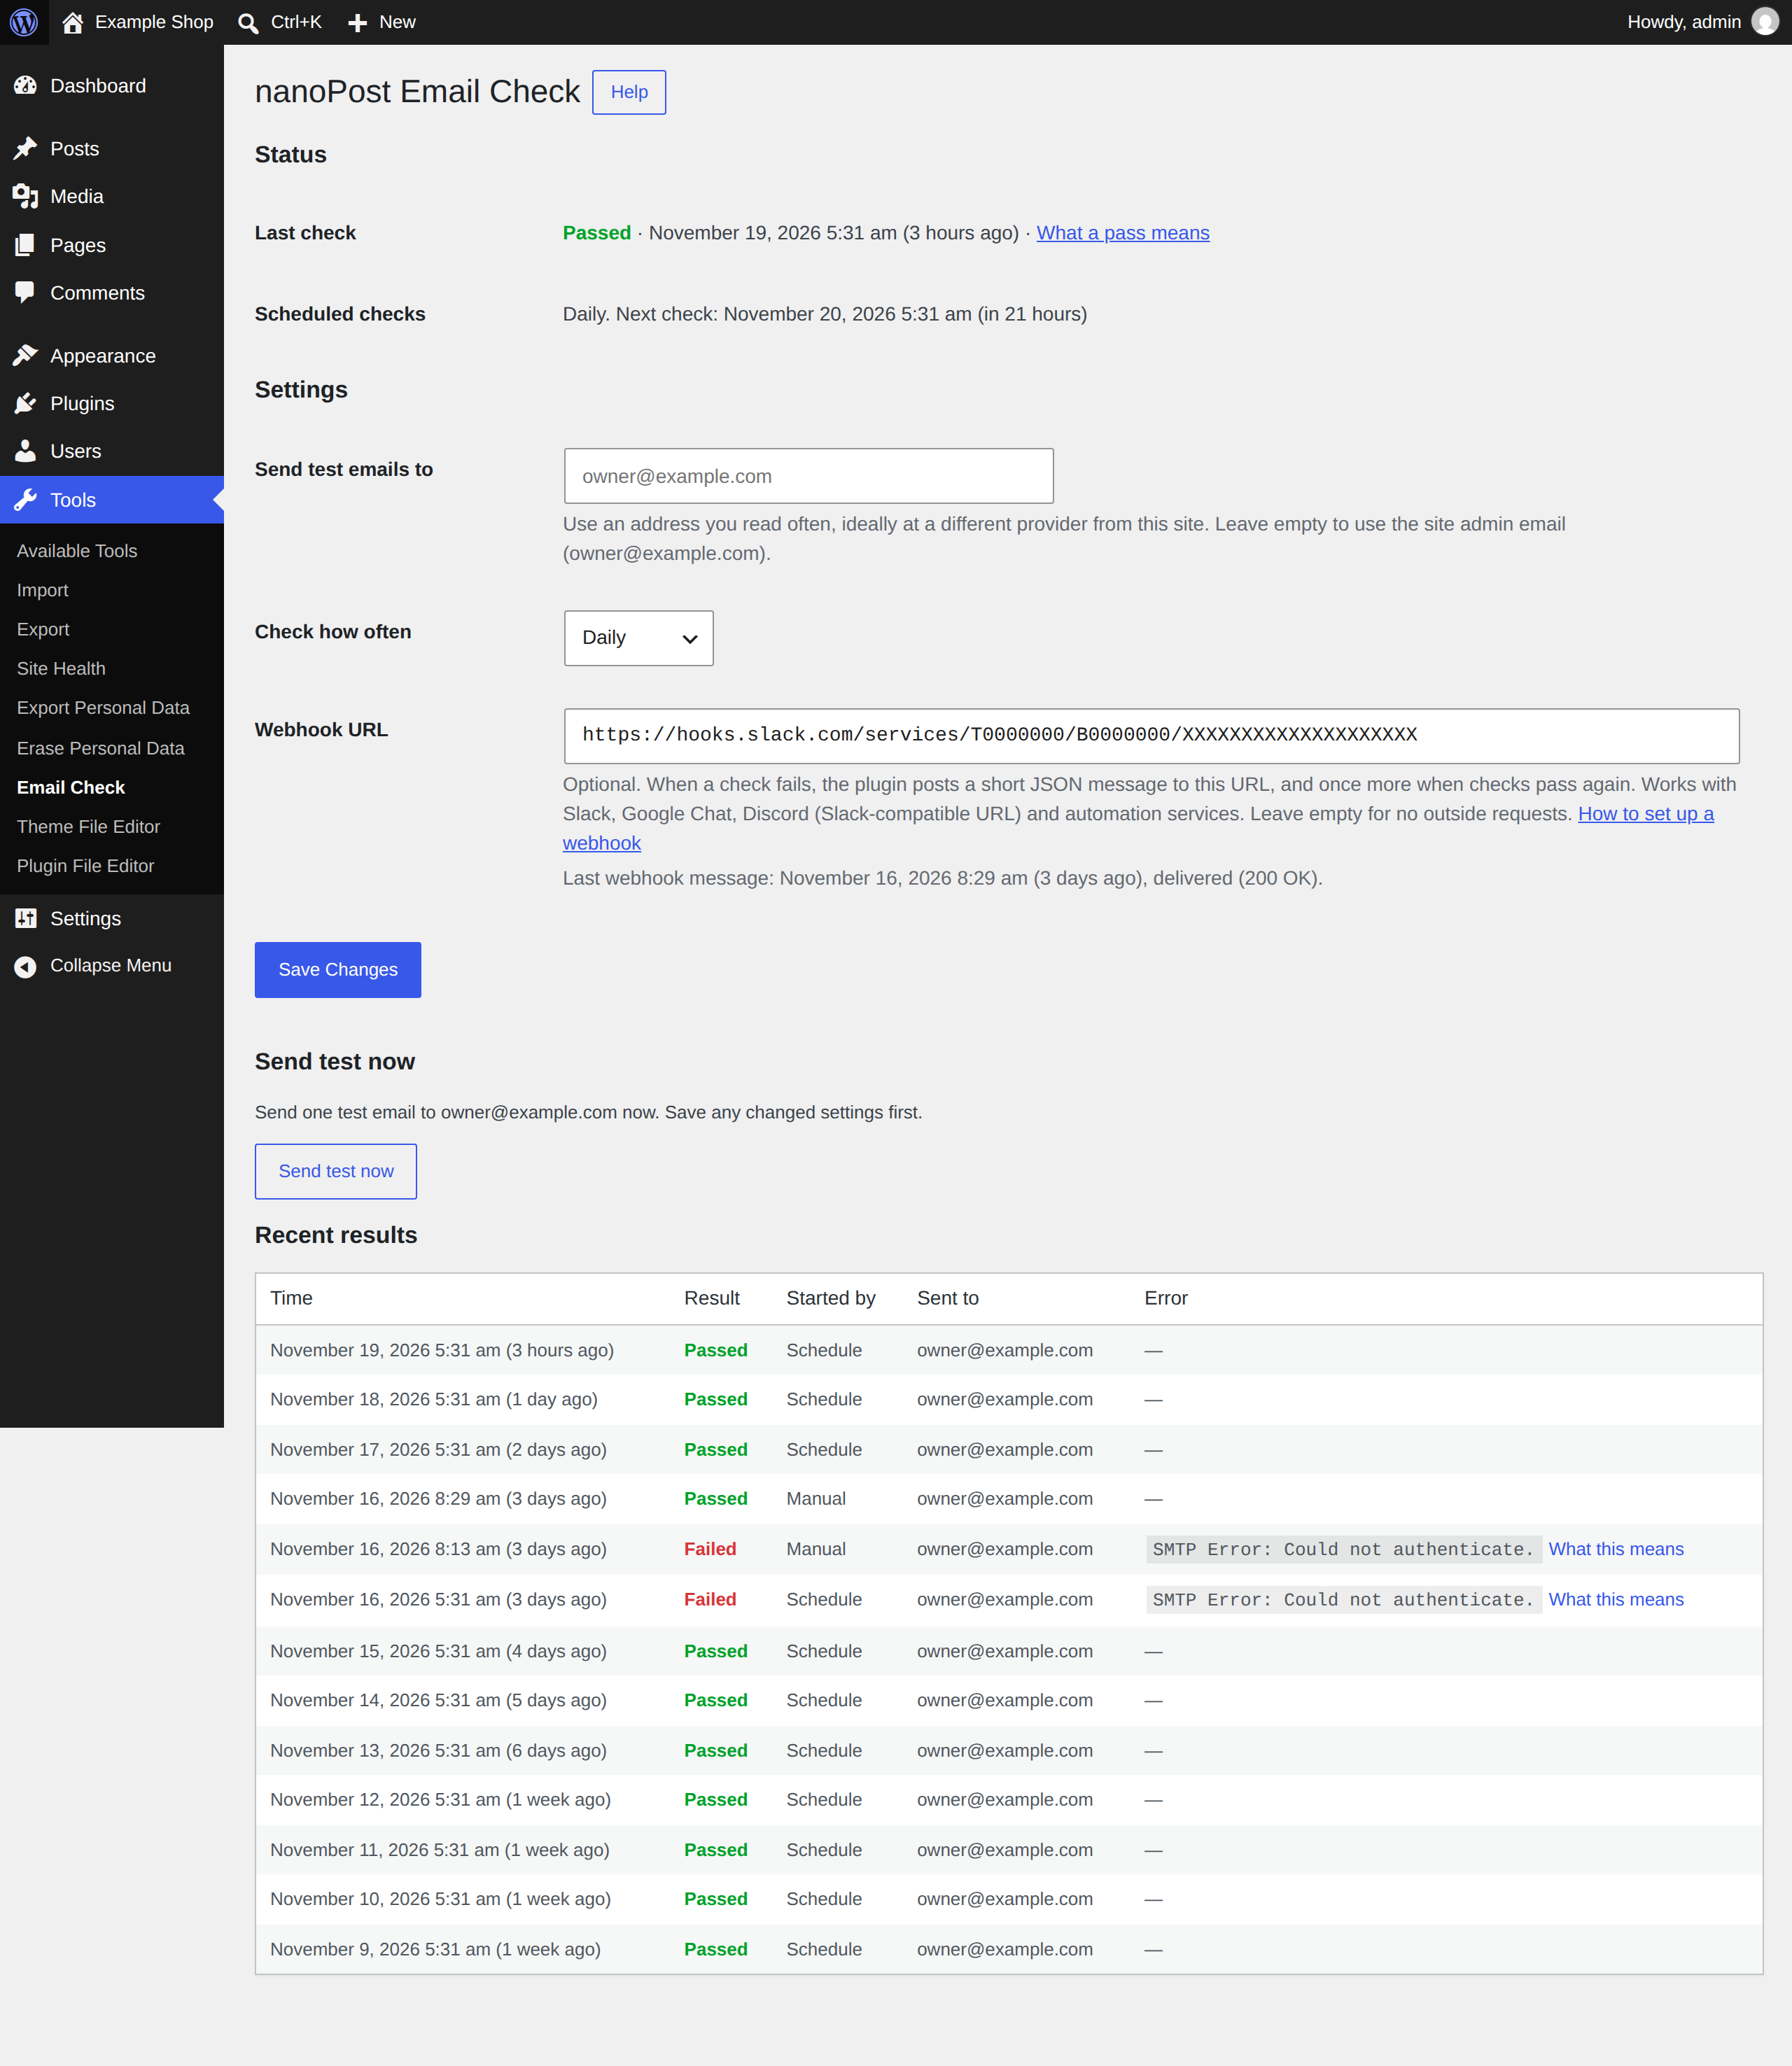 Example Shop Ctrl+K New Howdy, admin
Dashboard
Posts
Media
Pages
Comments
Appearance
Plugins
Users
Tools
Available Tools
Import
Export
Site Health
Export Personal Data
Erase Personal Data
Email Check
Theme File Editor
Plugin File Editor
Settings
Collapse Menu
nanoPost Email Check Help
Status
Last check Passed · November 19, 2026 5:31 am (3 hours ago) · What a pass means
Scheduled checks Daily. Next check: November 20, 2026 5:31 am (in 21 hours)
Settings
Send test emails to owner@example.com
Use an address you read often, ideally at a different provider from this site. Leave empty to use the site admin email
(owner@example.com).
Check how often Daily
Webhook URL https://hooks.slack.com/services/T0000000/B0000000/XXXXXXXXXXXXXXXXXXXX
Optional. When a check fails, the plugin posts a short JSON message to this URL, and once more when checks pass again. Works with
Slack, Google Chat, Discord (Slack-compatible URL) and automation services. Leave empty for no outside requests. How to set up a
webhook
Last webhook message: November 16, 2026 8:29 am (3 days ago), delivered (200 OK).
Save Changes
Send test now
Send one test email to owner@example.com now. Save any changed settings first.
Send test now
Recent results
Time Result Started by Sent to Error
November 19, 2026 5:31 am (3 hours ago) Passed Schedule owner@example.com —
November 18, 2026 5:31 am (1 day ago) Passed Schedule owner@example.com —
November 17, 2026 5:31 am (2 days ago) Passed Schedule owner@example.com —
November 16, 2026 8:29 am (3 days ago) Passed Manual owner@example.com —
November 16, 2026 8:13 am (3 days ago) Failed Manual owner@example.com SMTP Error: Could not authenticate. What this means
November 16, 2026 5:31 am (3 days ago) Failed Schedule owner@example.com SMTP Error: Could not authenticate. What this means
November 15, 2026 5:31 am (4 days ago) Passed Schedule owner@example.com —
November 14, 2026 5:31 am (5 days ago) Passed Schedule owner@example.com —
November 13, 2026 5:31 am (6 days ago) Passed Schedule owner@example.com —
November 12, 2026 5:31 am (1 week ago) Passed Schedule owner@example.com —
November 11, 2026 5:31 am (1 week ago) Passed Schedule owner@example.com —
November 10, 2026 5:31 am (1 week ago) Passed Schedule owner@example.com —
November 9, 2026 5:31 am (1 week ago) Passed Schedule owner@example.com —